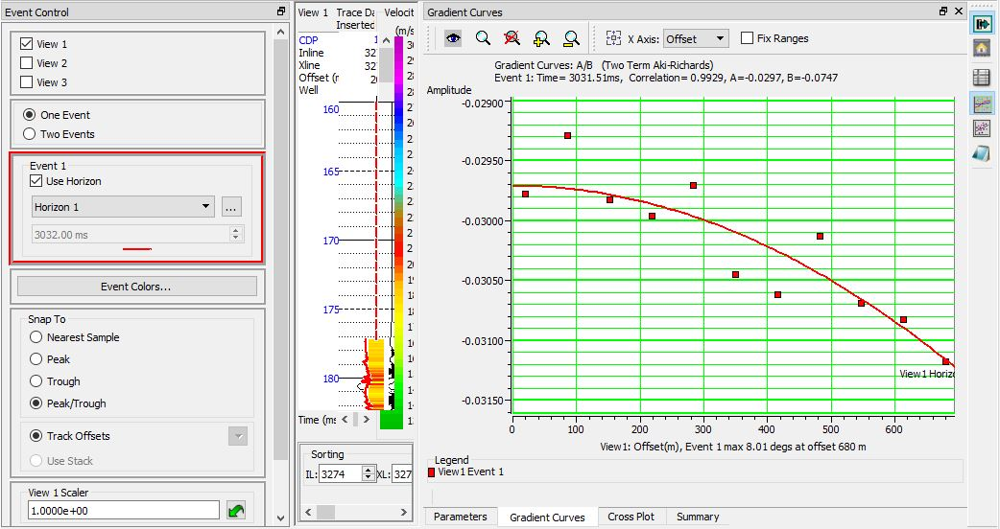 Event Control
View 1
View 2
View 3
One Event
Two Events
Event 1
Use Horizon
Horizon 1
...
3032.00 ms
Event Colors...
Snap To
Nearest Sample
Peak
Trough
Peak/Trough
Track Offsets
Use Stack
View 1 Scaler
1.0000e+00
View 1 Trace Da Velocit
Inserted (m/s
CDP 1
Inline 327
Xline 327
Offset (
Well
160
165
170
175
180
Time (ms
Sorting
IL: 3274 XL: 327
Gradient Curves
X Axis: Offset Fix Ranges
Gradient Curves: A/B (Two Term Aki-Richards)
Event 1: Time= 3031.51ms, Correlation= 0.9929, A=-0.0297, B=-0.0747
Amplitude
-0.02900
-0.02950
-0.03000
-0.03050
-0.03100
-0.03150
View1 Horizo
0 100 200 300 400 500 600
View1: Offset(m), Event 1 max 8.01 degs at offset 680 m
Legend
View1 Event 1
Parameters Gradient Curves Cross Plot Summary